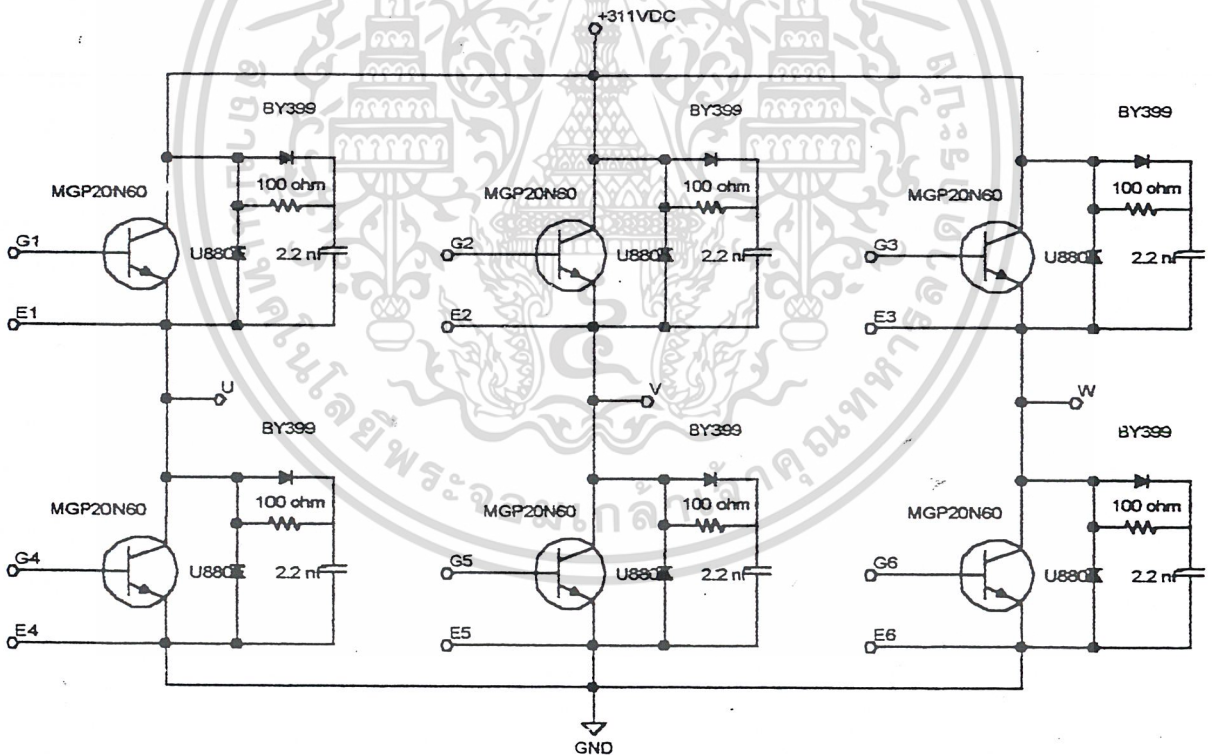 +311VDC
BY399
BY399
BY399
100 ohm
100 ohm
100 ohm
MGP20N60
MGP20N60
MGP20N60
G1
U880
2.2 nf
G2
U880
2.2 nf
G3
U880
2.2 nf
E1
E2
E3
U
V
W
BY399
BY399
BY399
100 ohm
100 ohm
100 ohm
MGP20N60
MGP20N60
MGP20N60
G4
U880
2.2 nf
G5
U880
2.2 nf
G6
U880
2.2 nf
E4
E5
E6
GND